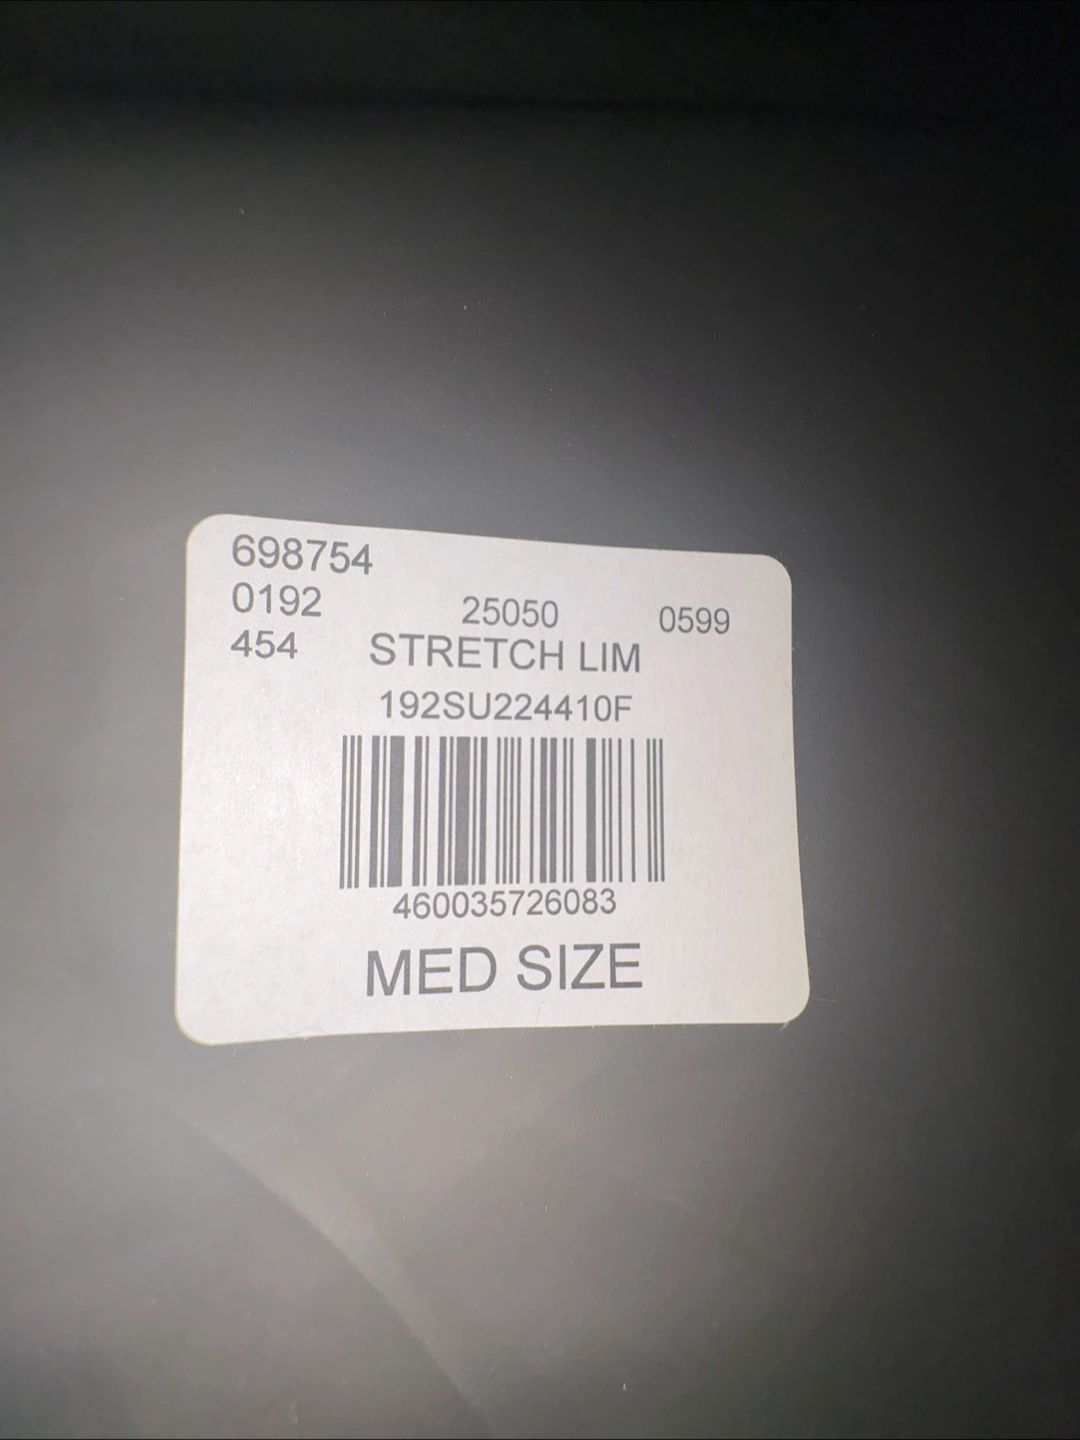 698754
0192 25050 0599
454 STRETCH LIM
192SU224410F
460035726083
MED SIZE